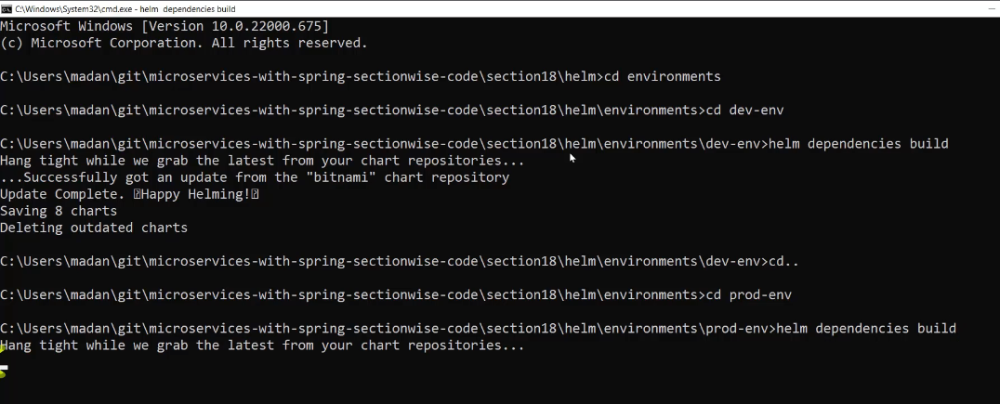 C:\Windows\System32\cmd.exe - helm dependencies build
Microsoft Windows [Version 10.0.22000.675]
(c) Microsoft Corporation. All rights reserved.
C:\Users\madan\git\microservices-with-spring-sectionwise-code\section18\helm>cd environments
C:\Users\madan\git\microservices-with-spring-sectionwise-code\section18\helm\environments>cd dev-env
C:\Users\madan\git\microservices-with-spring-sectionwise-code\section18\helm\environments\dev-env>helm dependencies build
Hang tight while we grab the latest from your chart repositories...
...Successfully got an update from the "bitnami" chart repository
Update Complete. ⍰Happy Helming!⍰
Saving 8 charts
Deleting outdated charts
C:\Users\madan\git\microservices-with-spring-sectionwise-code\section18\helm\environments\dev-env>cd..
C:\Users\madan\git\microservices-with-spring-sectionwise-code\section18\helm\environments>cd prod-env
C:\Users\madan\git\microservices-with-spring-sectionwise-code\section18\helm\environments\prod-env>helm dependencies build
Hang tight while we grab the latest from your chart repositories...